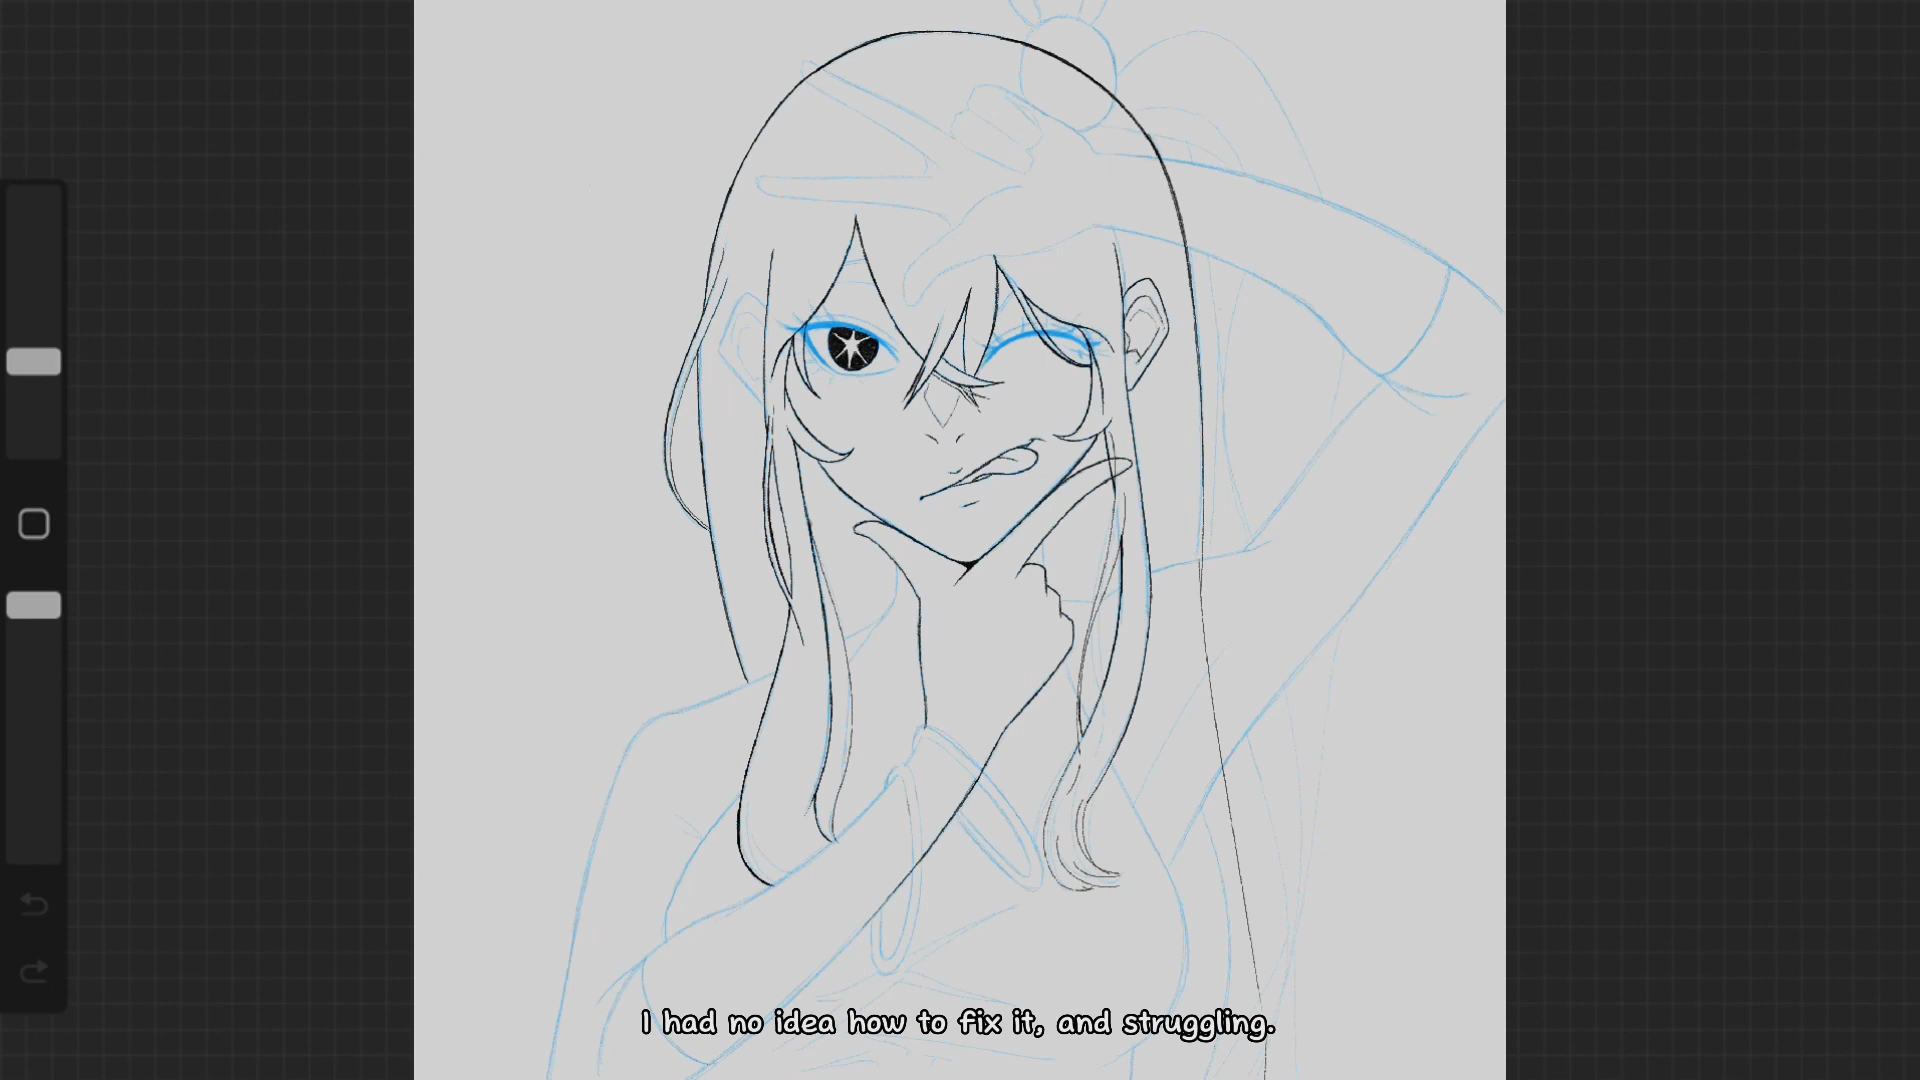 I had no idea how to fix it, and struggling.